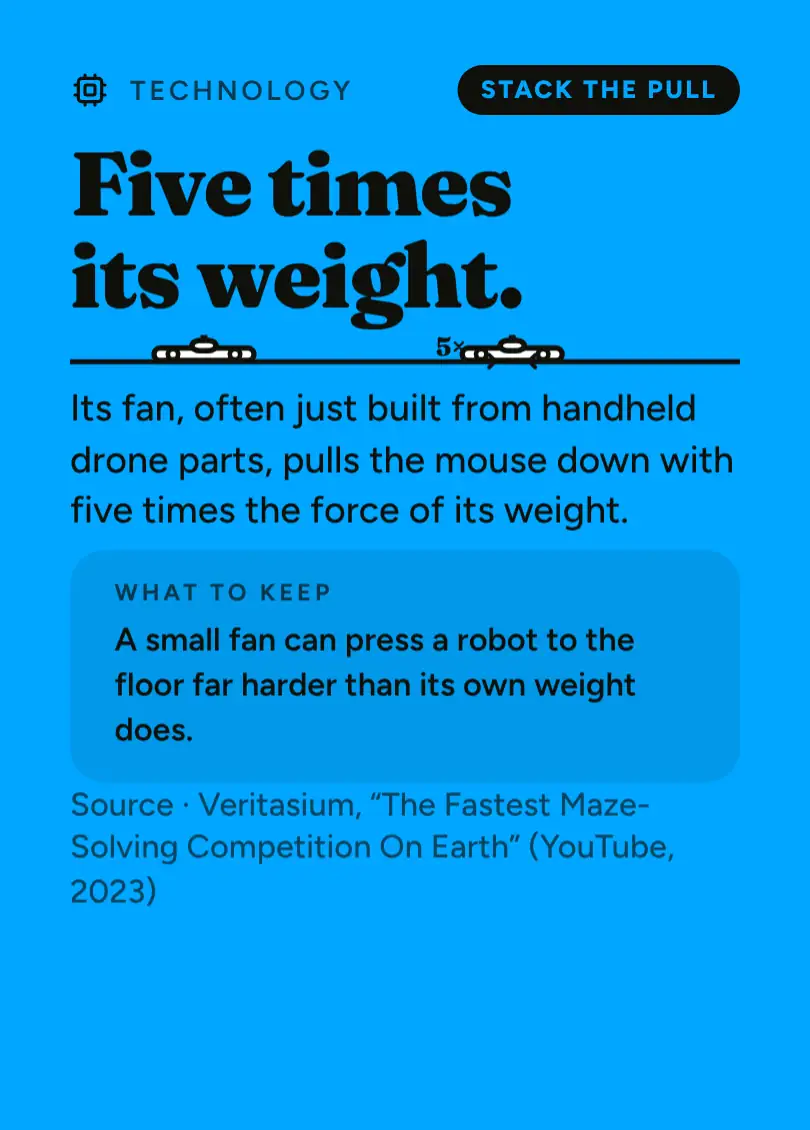 TECHNOLOGY
STACK THE PULL
Five times
its weight.
5×
Its fan, often just built from handheld
drone parts, pulls the mouse down with
five times the force of its weight.
WHAT TO KEEP
A small fan can press a robot to the
floor far harder than its own weight
does.
Source · Veritasium, “The Fastest Maze-
Solving Competition On Earth” (YouTube,
2023)